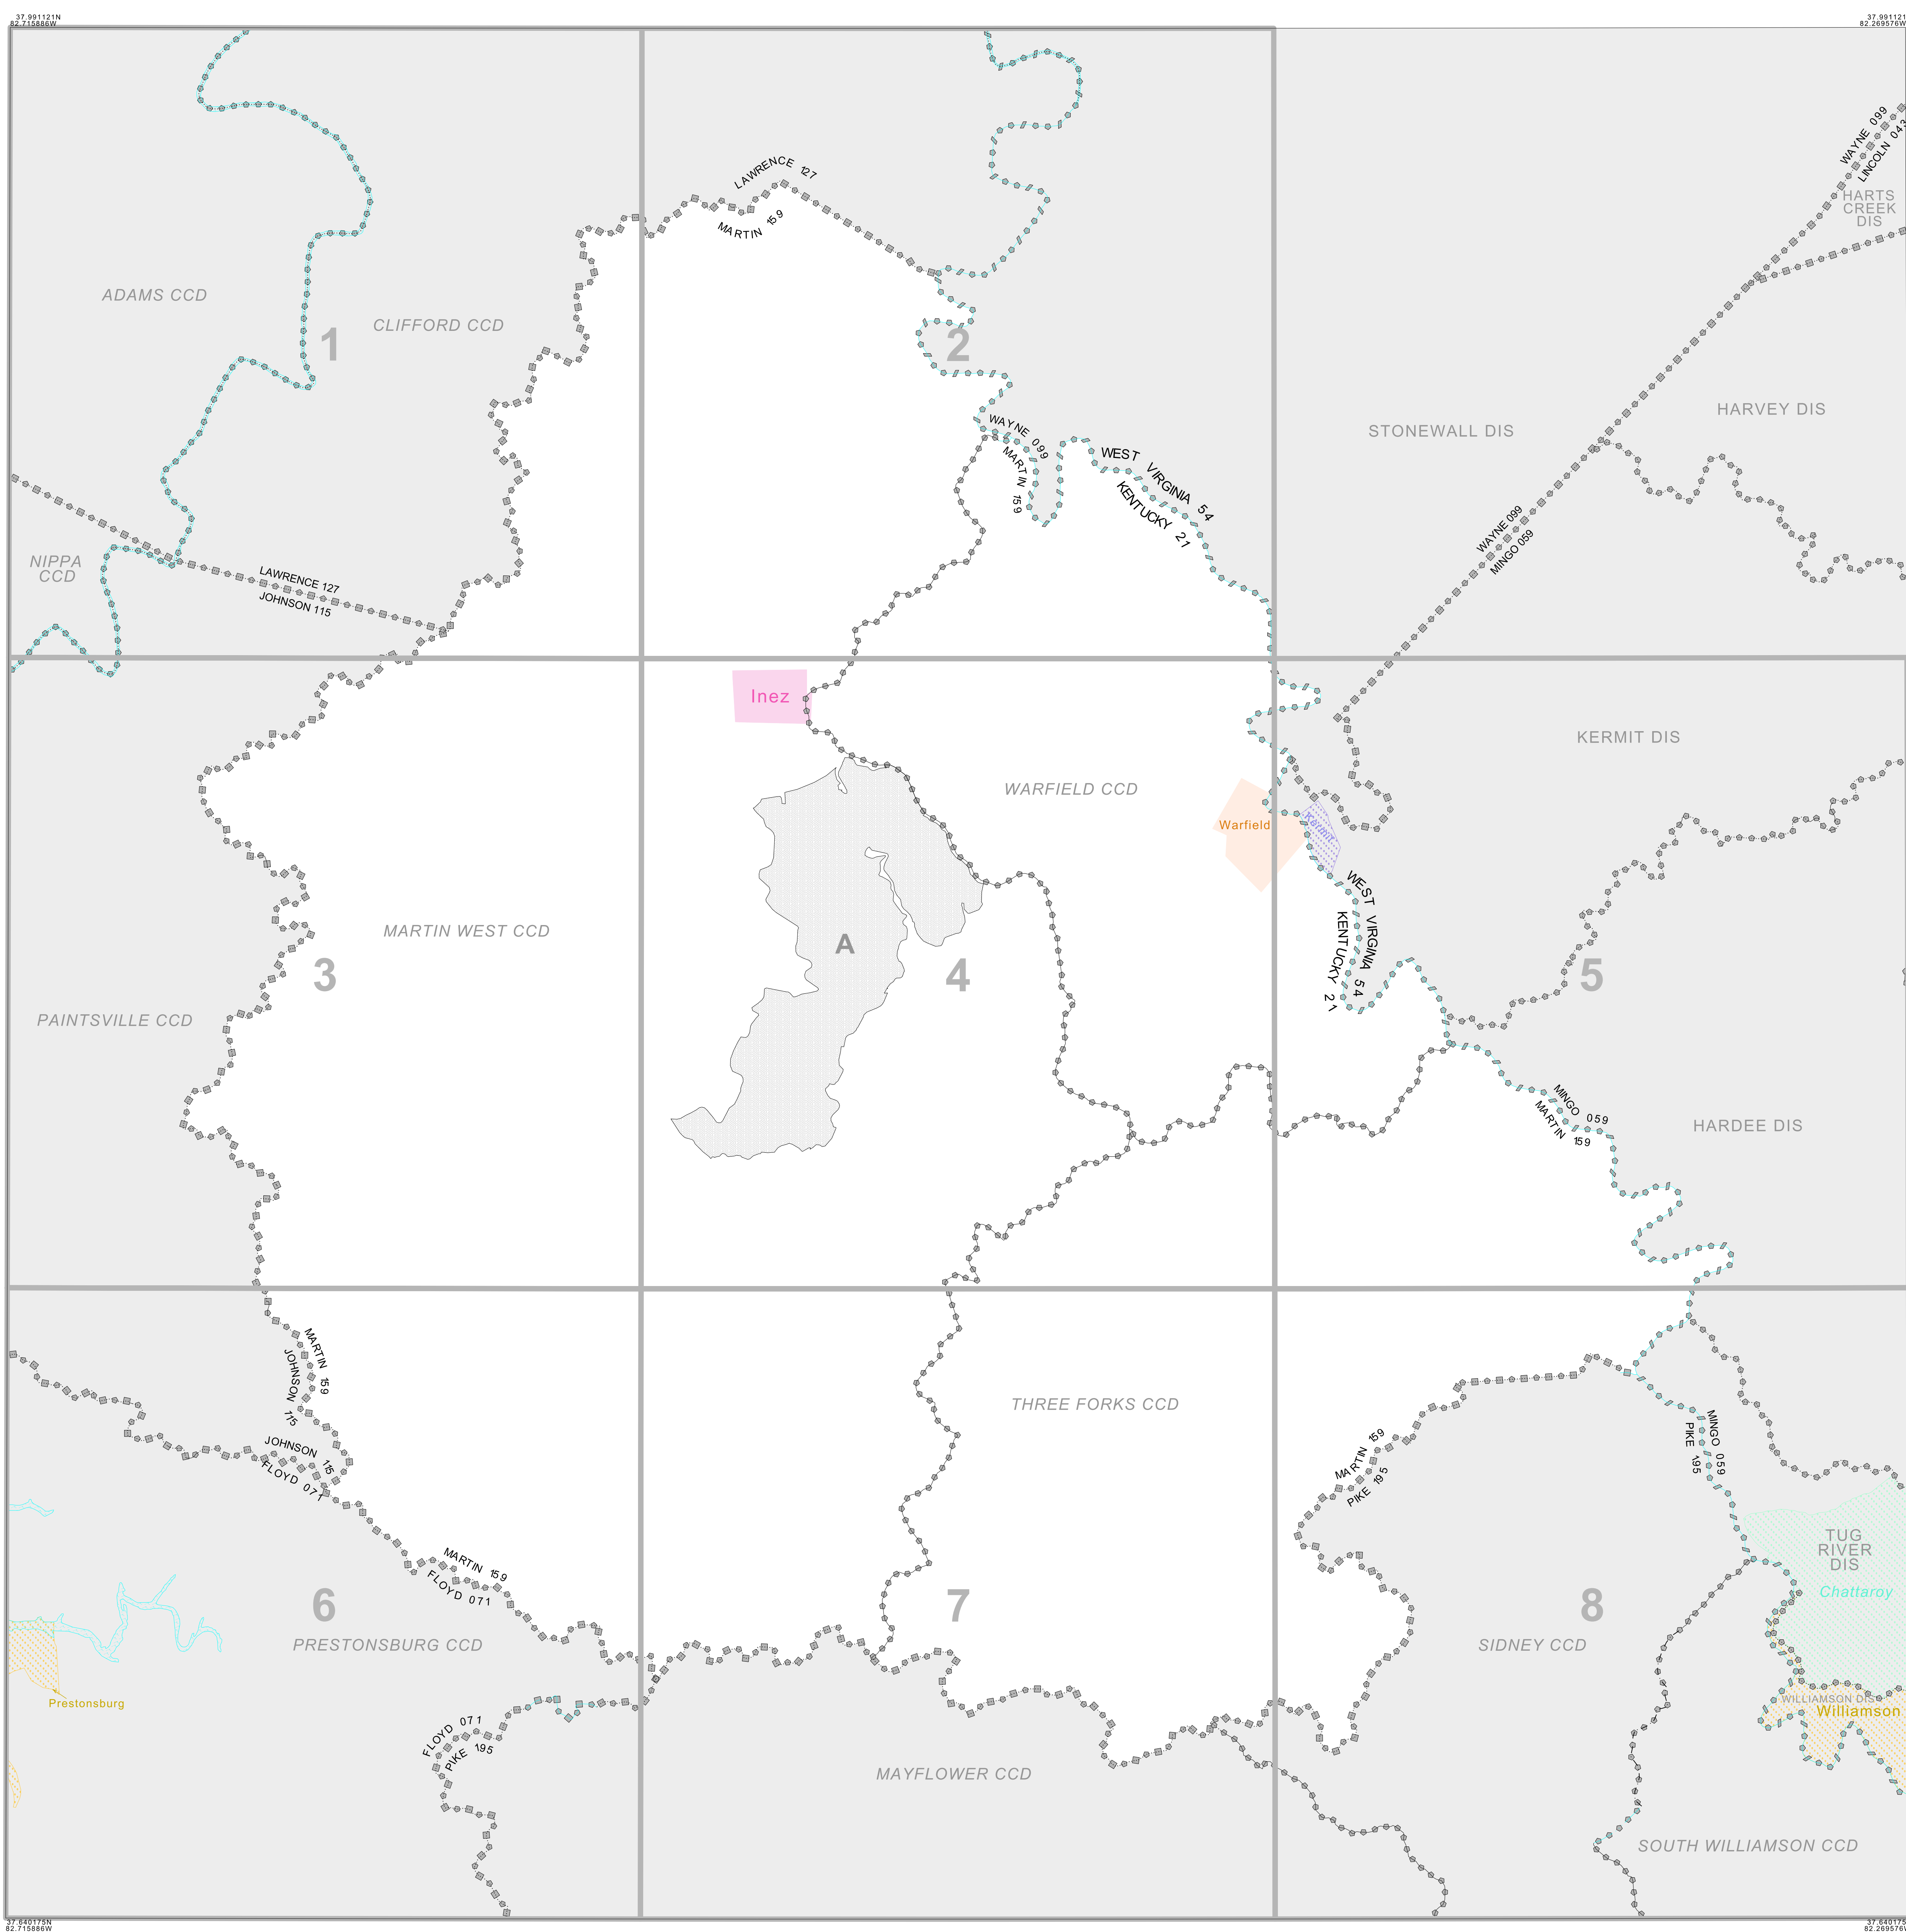 37.991121N
82.715886W
37.991121
82.269576W
WAYNE 099
LINCOLN 043
HARTS
CREEK
DIS
LAWRENCE 127
MARTIN 159
ADAMS CCD
CLIFFORD CCD
1
2
HARVEY DIS
STONEWALL DIS
WAYNE 099
MARTIN 159
WEST VIRGINIA 54
KENTUCKY 21
WAYNE 099
MINGO 059
NIPPA
CCD
LAWRENCE 127
JOHNSON 115
Inez
KERMIT DIS
WARFIELD CCD
Warfield
Kermit
WEST VIRGINIA 54
KENTUCKY 21
MARTIN WEST CCD
A
3
4
5
PAINTSVILLE CCD
MINGO 059
MARTIN 159
HARDEE DIS
MARTIN 159
JOHNSON 115
THREE FORKS CCD
MARTIN 159
PIKE 195
MINGO 059
PIKE 195
JOHNSON 115
FLOYD 071
TUG
RIVER
DIS
Chattaroy
MARTIN 159
FLOYD 071
6
7
8
PRESTONSBURG CCD
SIDNEY CCD
Prestonsburg
WILLIAMSON DIS
Williamson
FLOYD 071
PIKE 195
MAYFLOWER CCD
SOUTH WILLIAMSON CCD
37.640175N
82.715886W
37.640175
82.269576W